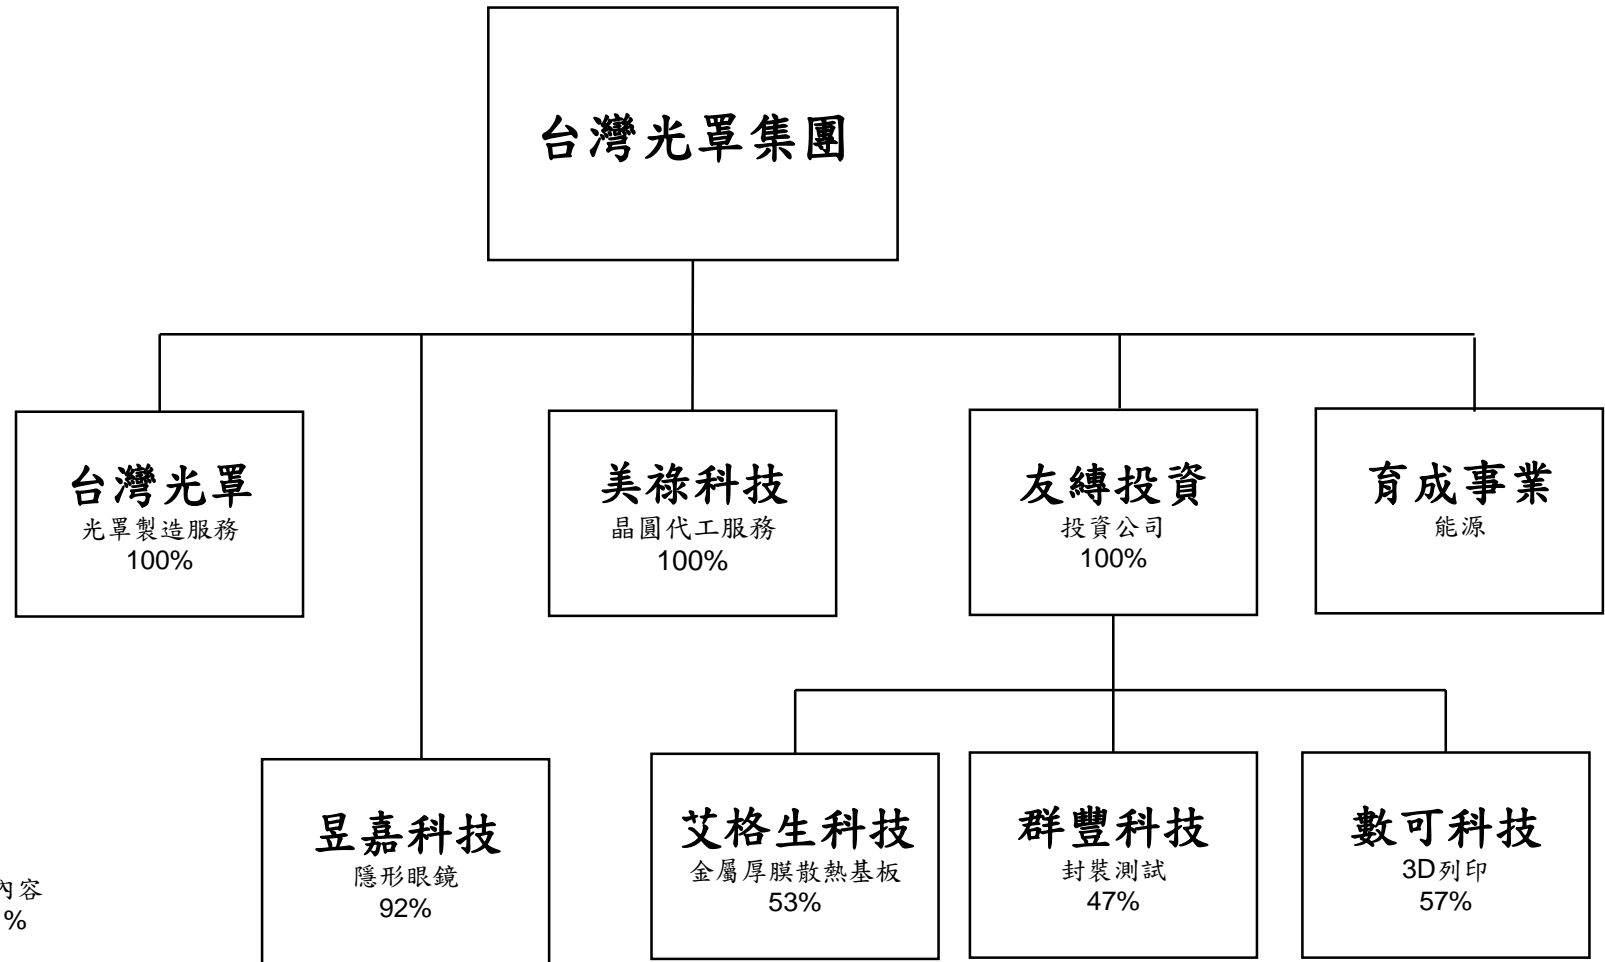 台灣光罩集團
台灣光罩
光罩製造服務
100%
美祿科技
晶圓代工服務
100%
友縳投資
投資公司
100%
育成事業
能源
昱嘉科技
隱形眼鏡
92%
艾格生科技
金屬厚膜散熱基板
53%
群豐科技
封裝測試
47%
數可科技
3D列印
57%
內容
%